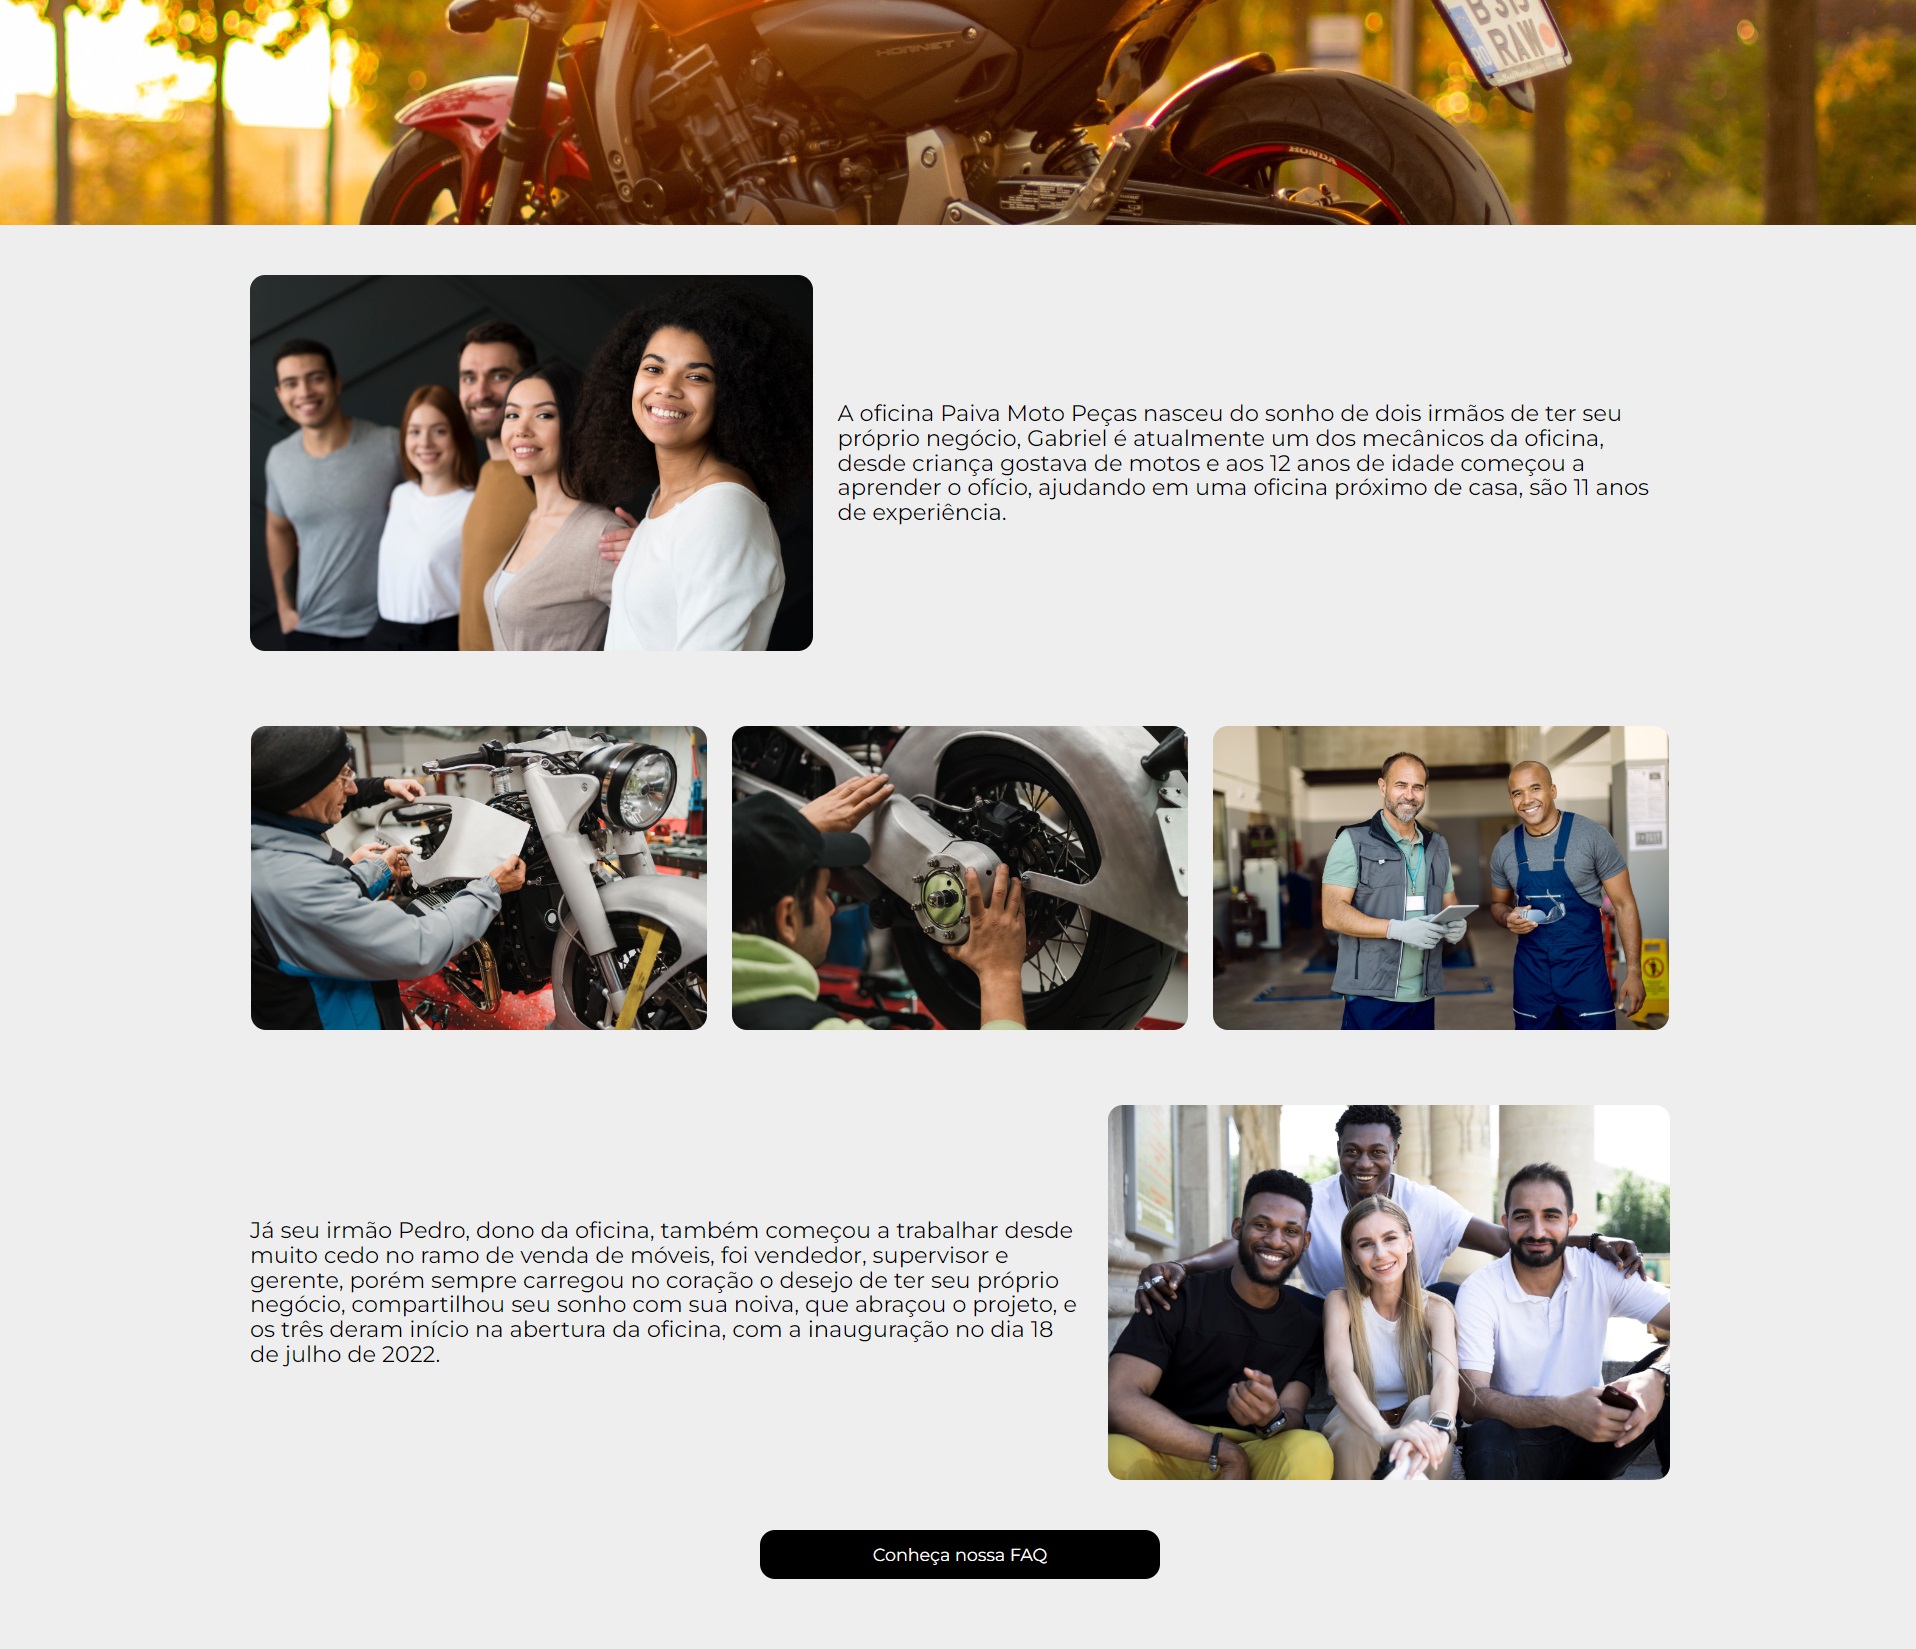 HORNET
B 313
RAW
HONDA
A oficina Paiva Moto Peças nasceu do sonho de dois irmãos de ter seu
próprio negócio, Gabriel é atualmente um dos mecânicos da oficina,
desde criança gostava de motos e aos 12 anos de idade começou a
aprender o ofício, ajudando em uma oficina próximo de casa, são 11 anos
de experiência.
Já seu irmão Pedro, dono da oficina, também começou a trabalhar desde
muito cedo no ramo de venda de móveis, foi vendedor, supervisor e
gerente, porém sempre carregou no coração o desejo de ter seu próprio
negócio, compartilhou seu sonho com sua noiva, que abraçou o projeto, e
os três deram início na abertura da oficina, com a inauguração no dia 18
de julho de 2022.
Conheça nossa FAQ